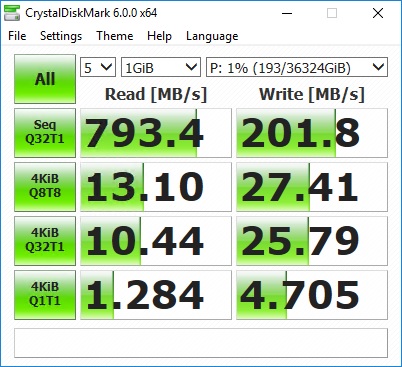 CrystalDiskMark 6.0.0 x64
File Settings Theme Help Language
All 5 1GiB P: 1% (193/36324GiB)
Read [MB/s] Write [MB/s]
Seq Q32T1 793.4 201.8
4KiB Q8T8 13.10 27.41
4KiB Q32T1 10.44 25.79
4KiB Q1T1 1.284 4.705